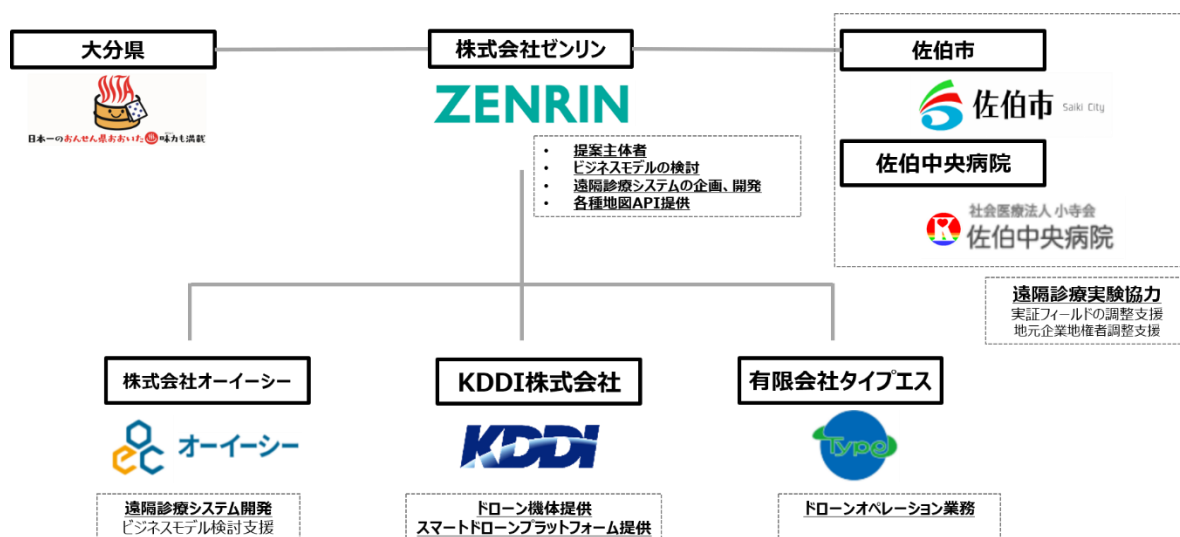 大分県
OITA
日本一のおんせん県おおいた♨味力も満載
株式会社ゼンリン
ZENRIN
• 提案主体者
• ビジネスモデルの検討
• 遠隔診療システムの企画、開発
• 各種地図API提供
佐伯市
佐伯市 Saiki City
佐伯中央病院
社会医療法人 小寺会
佐伯中央病院
遠隔診療実験協力
実証フィールドの調整支援
地元企業地権者調整支援
株式会社オーイーシー
oec オーイーシー
遠隔診療システム開発
ビジネスモデル検討支援
KDDI株式会社
KDDI
ドローン機体提供
スマートドローンプラットフォーム提供
有限会社タイプエス
TypeS
ドローンオペレーション業務